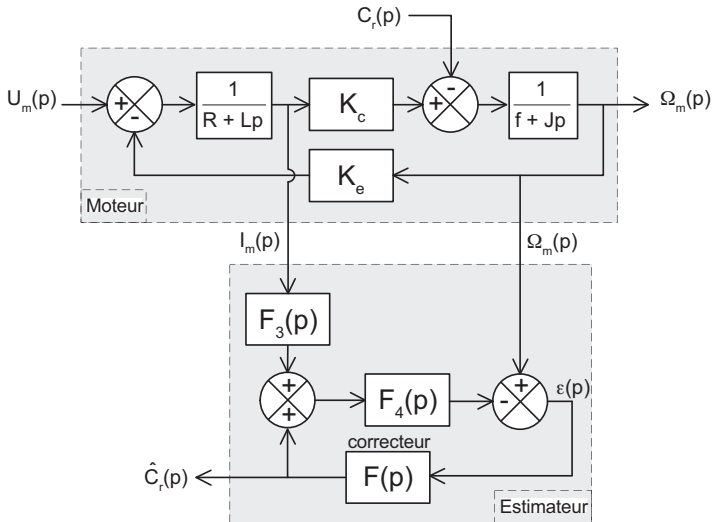 C_r(p)
U_m(p)
+
-
1
R + Lp
K_c
-
+
1
f + Jp
Ω_m(p)
K_e
Moteur
I_m(p)
Ω_m(p)
F_3(p)
+
+
F_4(p)
+
-
ε(p)
correcteur
F(p)
Ĉ_r(p)
Estimateur